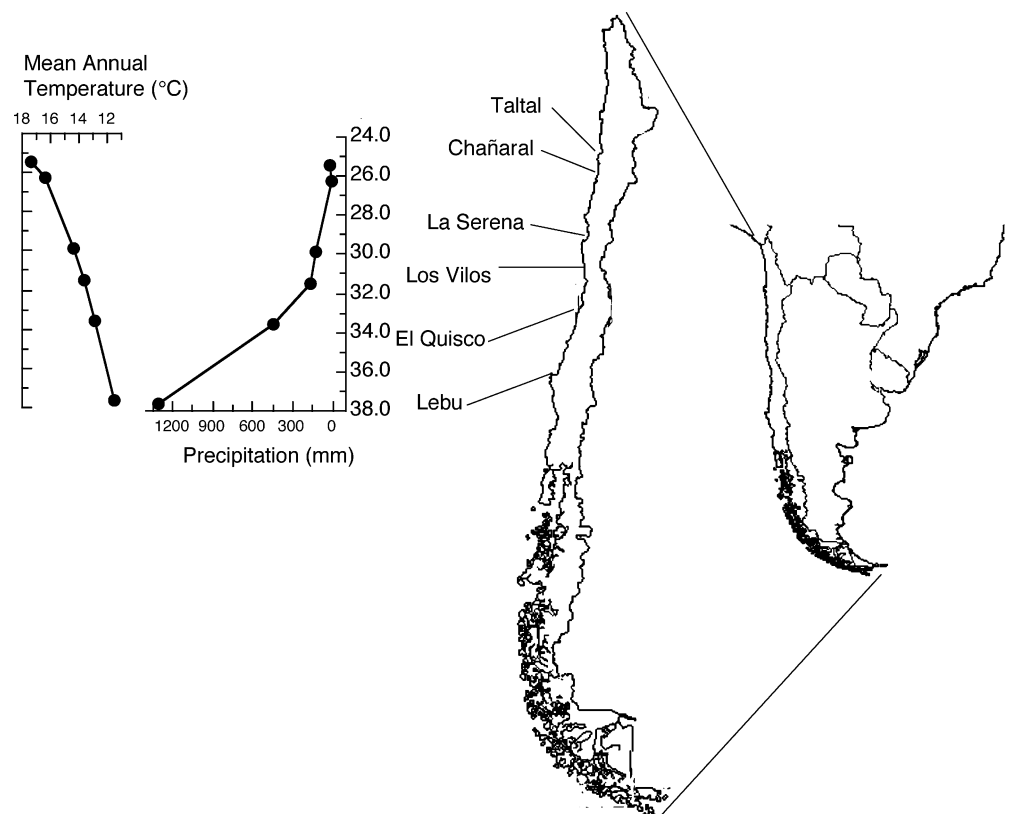 Mean Annual
Temperature (°C)
18 16 14 12
24.0
26.0
28.0
30.0
32.0
34.0
36.0
38.0
1200 900 600 300 0
Precipitation (mm)
Taltal
Chañaral
La Serena
Los Vilos
El Quisco
Lebu